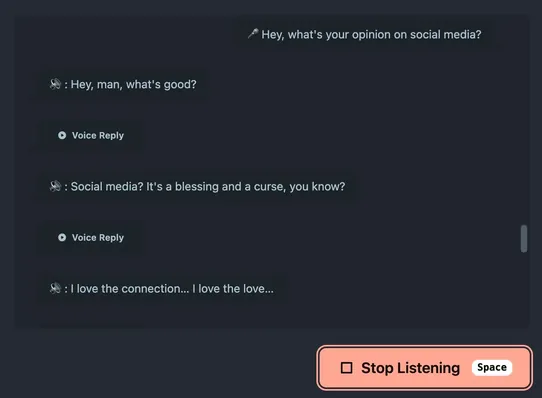 Hey, what's your opinion on social media?
: Hey, man, what's good?
Voice Reply
: Social media? It's a blessing and a curse, you know?
Voice Reply
: I love the connection... I love the love...
Stop Listening Space